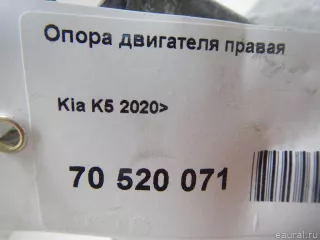 Опора двигателя правая
Kia K5 2020>
70 520 071
eaural.ru